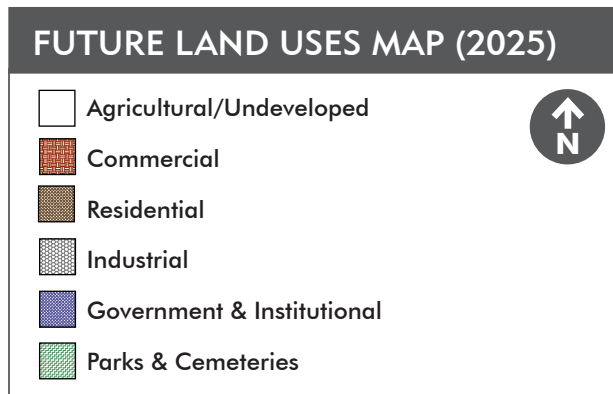 FUTURE LAND USES MAP (2025)
Agricultural/Undeveloped
N
Commercial
Residential
Industrial
Government & Institutional
Parks & Cemeteries